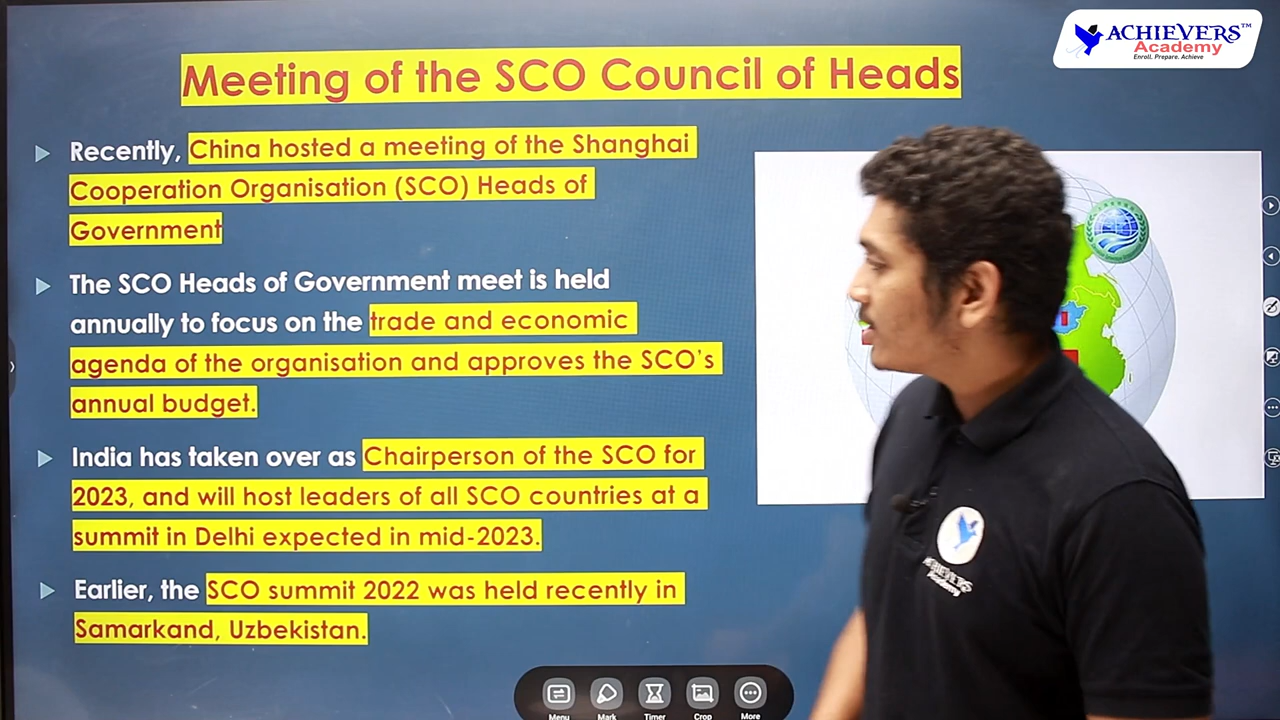 ACHIEVERS™
Academy
Enroll. Prepare. Achieve
Meeting of the SCO Council of Heads
Recently, China hosted a meeting of the Shanghai
Cooperation Organisation (SCO) Heads of
Government
The SCO Heads of Government meet is held
annually to focus on the trade and economic
agenda of the organisation and approves the SCO's
annual budget.
India has taken over as Chairperson of the SCO for
2023, and will host leaders of all SCO countries at a
summit in Delhi expected in mid-2023.
Earlier, the SCO summit 2022 was held recently in
Samarkand, Uzbekistan.
ACHIEVERS
Academy
Menu Mark Timer Crop More